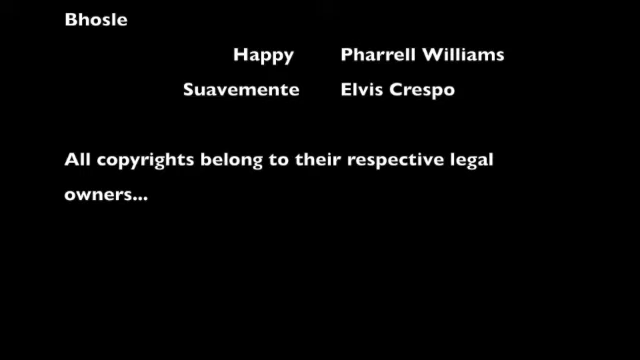 Bhosle
Happy Pharrell Williams
Suavemente Elvis Crespo
All copyrights belong to their respective legal
owners...